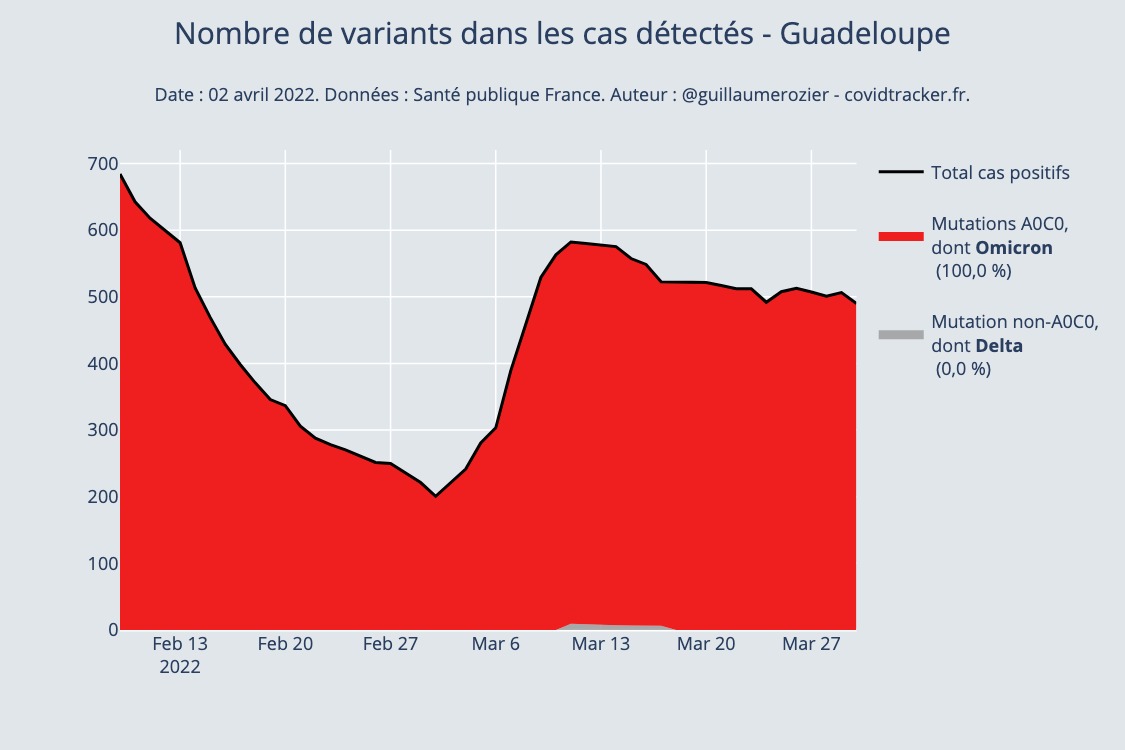 Nombre de variants dans les cas détectés - Guadeloupe
Date : 02 avril 2022. Données : Santé publique France. Auteur : @guillaumerozier - covidtracker.fr.
700
600
500
400
300
200
100
0
Feb 13
2022
Feb 20
Feb 27
Mar 6
Mar 13
Mar 20
Mar 27
Total cas positifs
Mutations A0C0,
dont Omicron
(100,0 %)
Mutation non-A0C0,
dont Delta
(0,0 %)